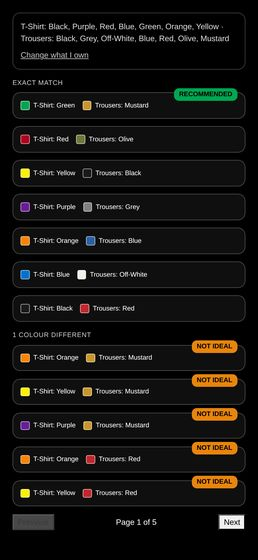 T-Shirt: Black, Purple, Red, Blue, Green, Orange, Yellow ·
Trousers: Black, Grey, Off-White, Blue, Red, Olive, Mustard
Change what I own
EXACT MATCH
RECOMMENDED
T-Shirt: Green Trousers: Mustard
T-Shirt: Red Trousers: Olive
T-Shirt: Yellow Trousers: Black
T-Shirt: Purple Trousers: Grey
T-Shirt: Orange Trousers: Blue
T-Shirt: Blue Trousers: Off-White
T-Shirt: Black Trousers: Red
1 COLOUR DIFFERENT
NOT IDEAL
T-Shirt: Orange Trousers: Mustard
NOT IDEAL
T-Shirt: Yellow Trousers: Mustard
NOT IDEAL
T-Shirt: Purple Trousers: Mustard
NOT IDEAL
T-Shirt: Orange Trousers: Red
NOT IDEAL
T-Shirt: Yellow Trousers: Red
Previous Page 1 of 5 Next